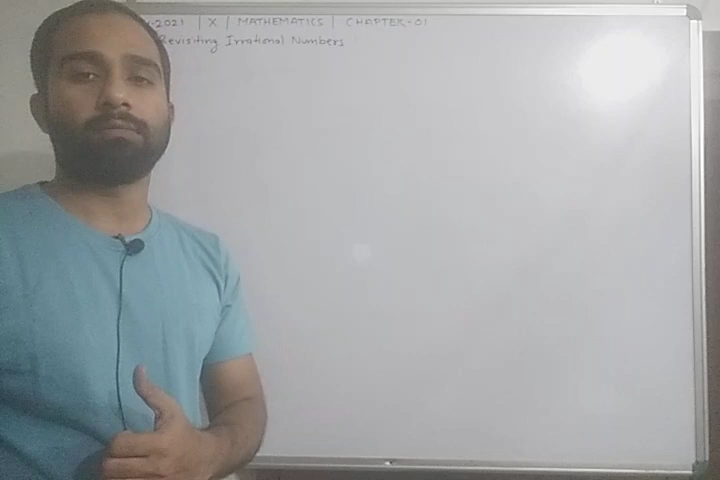 -2021 | X | MATHEMATICS | CHAPTER-01
Revisiting Irrational Numbers